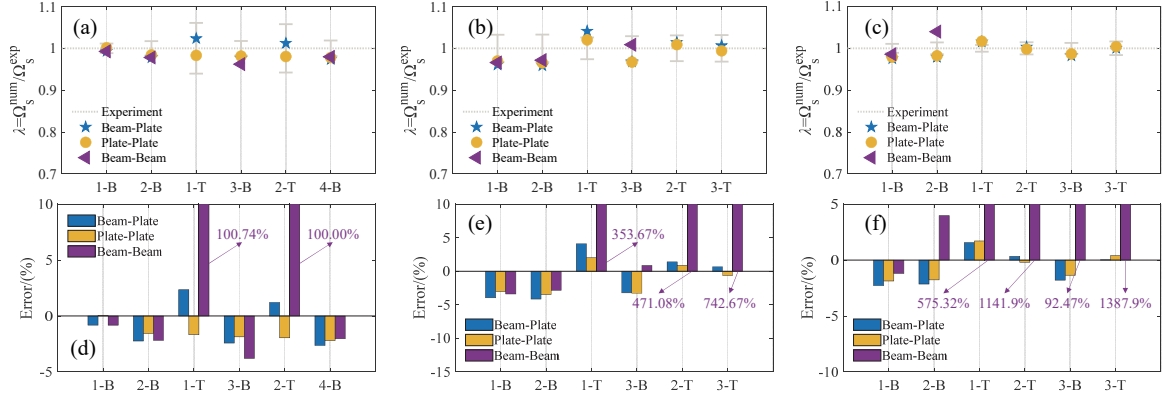 (a)
1.1
1
0.9
0.8
0.7
λ=Ω_s^num/Ω_s^exp
Experiment
Beam-Plate
Plate-Plate
Beam-Beam
1-B 2-B 1-T 3-B 2-T 4-B
(b)
1.1
1
0.9
0.8
0.7
λ=Ω_s^num/Ω_s^exp
Experiment
Beam-Plate
Plate-Plate
Beam-Beam
1-B 2-B 1-T 3-B 2-T 3-T
(c)
1.1
1
0.9
0.8
0.7
λ=Ω_s^num/Ω_s^exp
Experiment
Beam-Plate
Plate-Plate
Beam-Beam
1-B 2-B 1-T 2-T 3-B 3-T
10
5
0
-5
Error/(%)
Beam-Plate
Plate-Plate
Beam-Beam
100.74%
100.00%
(d)
1-B 2-B 1-T 3-B 2-T 4-B
(e)
10
5
0
-5
-10
-15
Error/(%)
353.67%
471.08%
742.67%
Beam-Plate
Plate-Plate
Beam-Beam
1-B 2-B 1-T 3-B 2-T 3-T
(f)
5
0
-5
-10
Error/(%)
575.32%
1141.9%
92.47%
1387.9%
Beam-Plate
Plate-Plate
Beam-Beam
1-B 2-B 1-T 2-T 3-B 3-T